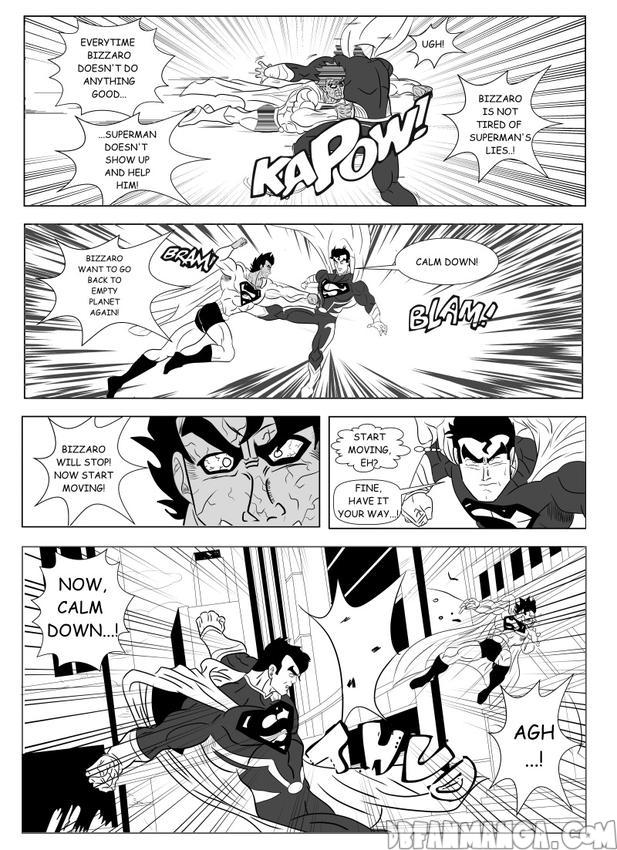 EVERYTIME
BIZZARO
DOESN'T DO
ANYTHING
GOOD...
...SUPERMAN
DOESN'T
SHOW UP
AND HELP
HIM!
UGH!
BIZZARO
IS NOT
TIRED OF
SUPERMAN'S
LIES..!
KAPOW!
BIZZARO
WANT TO GO
BACK TO
EMPTY
PLANET
AGAIN!
BRAM!
CALM DOWN!
BLAM!
BIZZARO
WILL STOP!
NOW START
MOVING!
START
MOVING,
EH?
FINE,
HAVE IT
YOUR WAY...!
NOW,
CALM
DOWN...!
THUD
AGH
...!
DBFANMANGA.COM